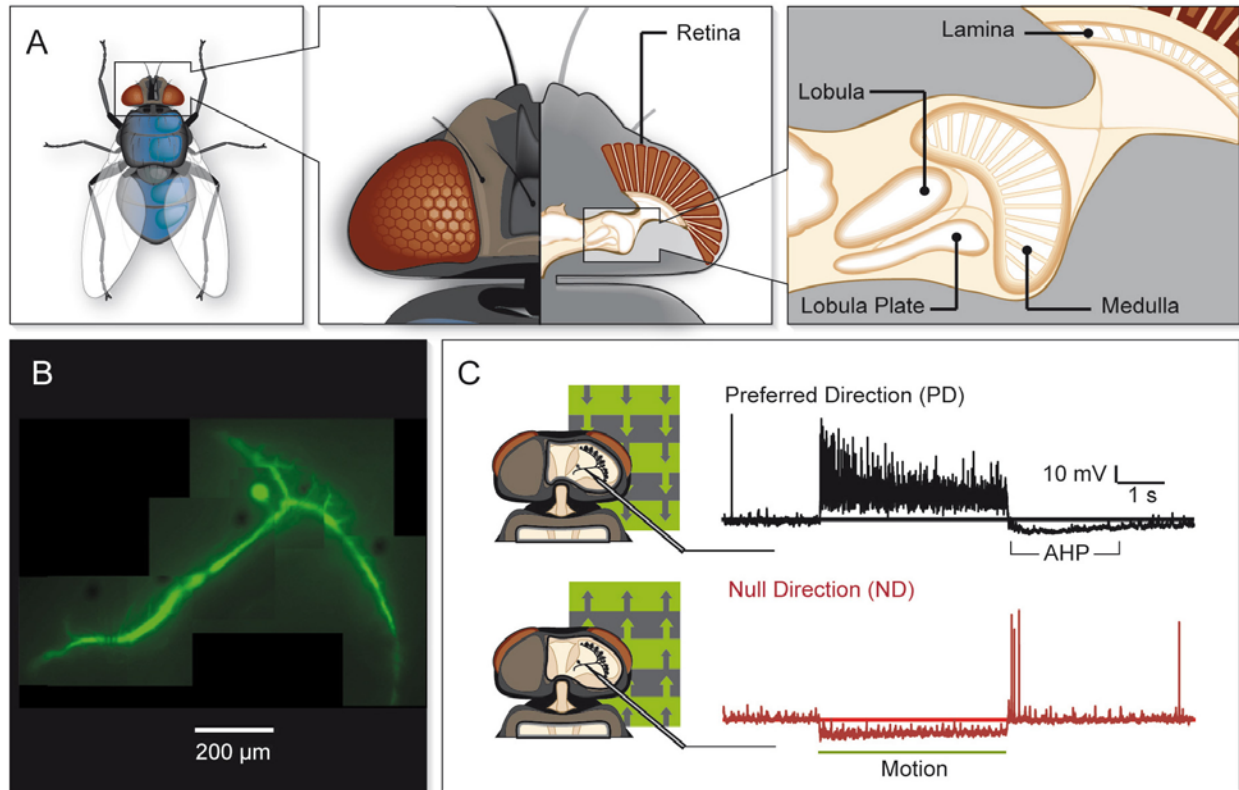 A
Retina
Lamina
Lobula
Lobula Plate
Medulla
B
200 µm
C
Preferred Direction (PD)
10 mV
1 s
AHP
Null Direction (ND)
Motion